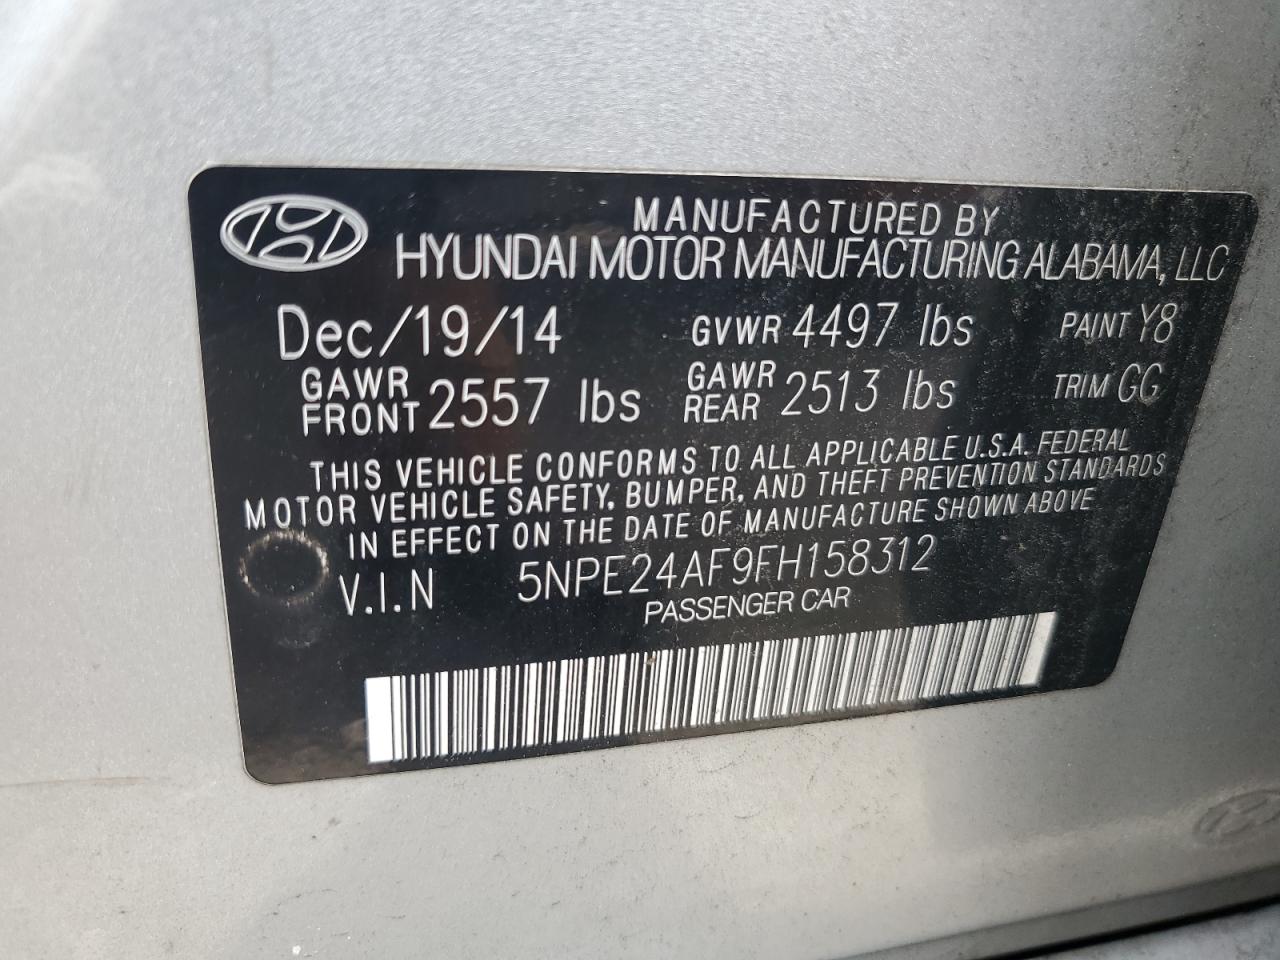 MANUFACTURED BY
HYUNDAI MOTOR MANUFACTURING ALABAMA, LLC
Dec/19/14 GVWR 4497 lbs PAINT Y8
GAWR FRONT 2557 lbs GAWR REAR 2513 lbs TRIM GG
THIS VEHICLE CONFORMS TO ALL APPLICABLE U.S.A. FEDERAL
MOTOR VEHICLE SAFETY, BUMPER, AND THEFT PREVENTION STANDARDS
IN EFFECT ON THE DATE OF MANUFACTURE SHOWN ABOVE
V.I.N 5NPE24AF9FH158312
PASSENGER CAR